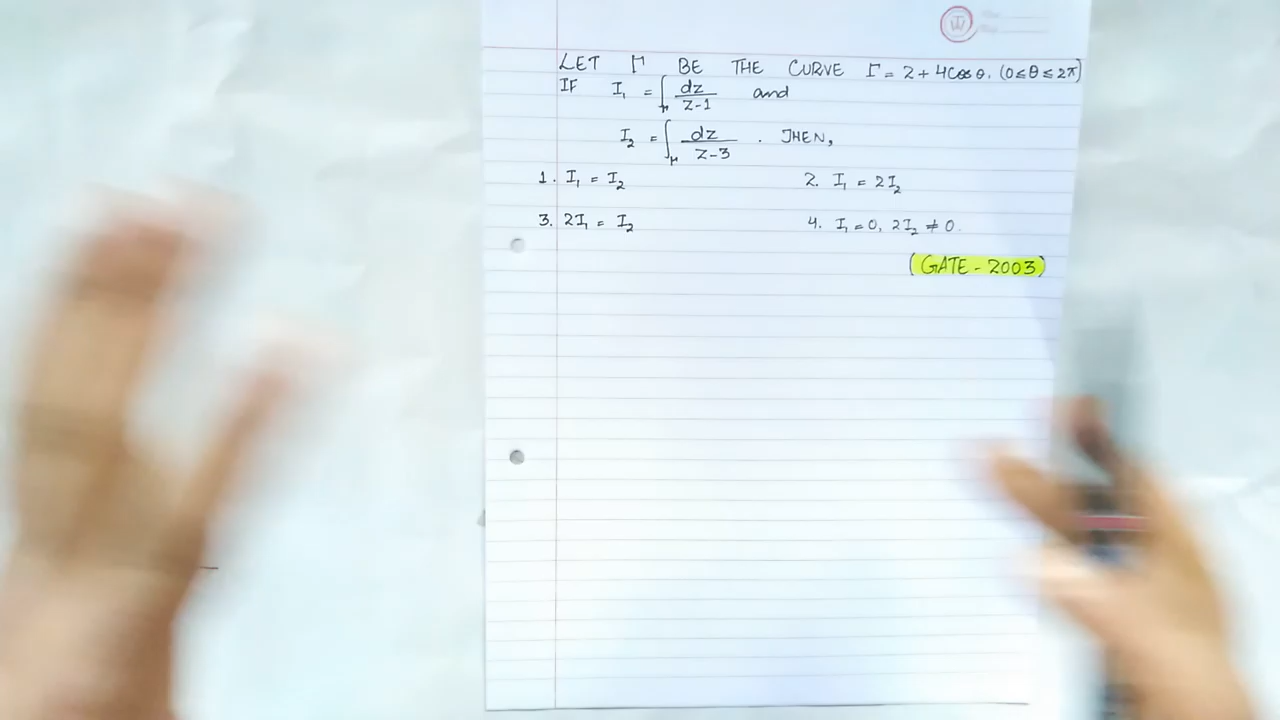 LET Γ BE THE CURVE Γ = 2 + 4cosθ. (0≤θ≤2π)
IF I₁ = ∫ᵣ dz/z-1 and
I₂ = ∫ᵣ dz/z-3 . THEN,
1. I₁ = I₂ 2. I₁ = 2I₂
3. 2I₁ = I₂ 4. I₁ = 0, 2I₂ ≠ 0.
(GATE - 2003)